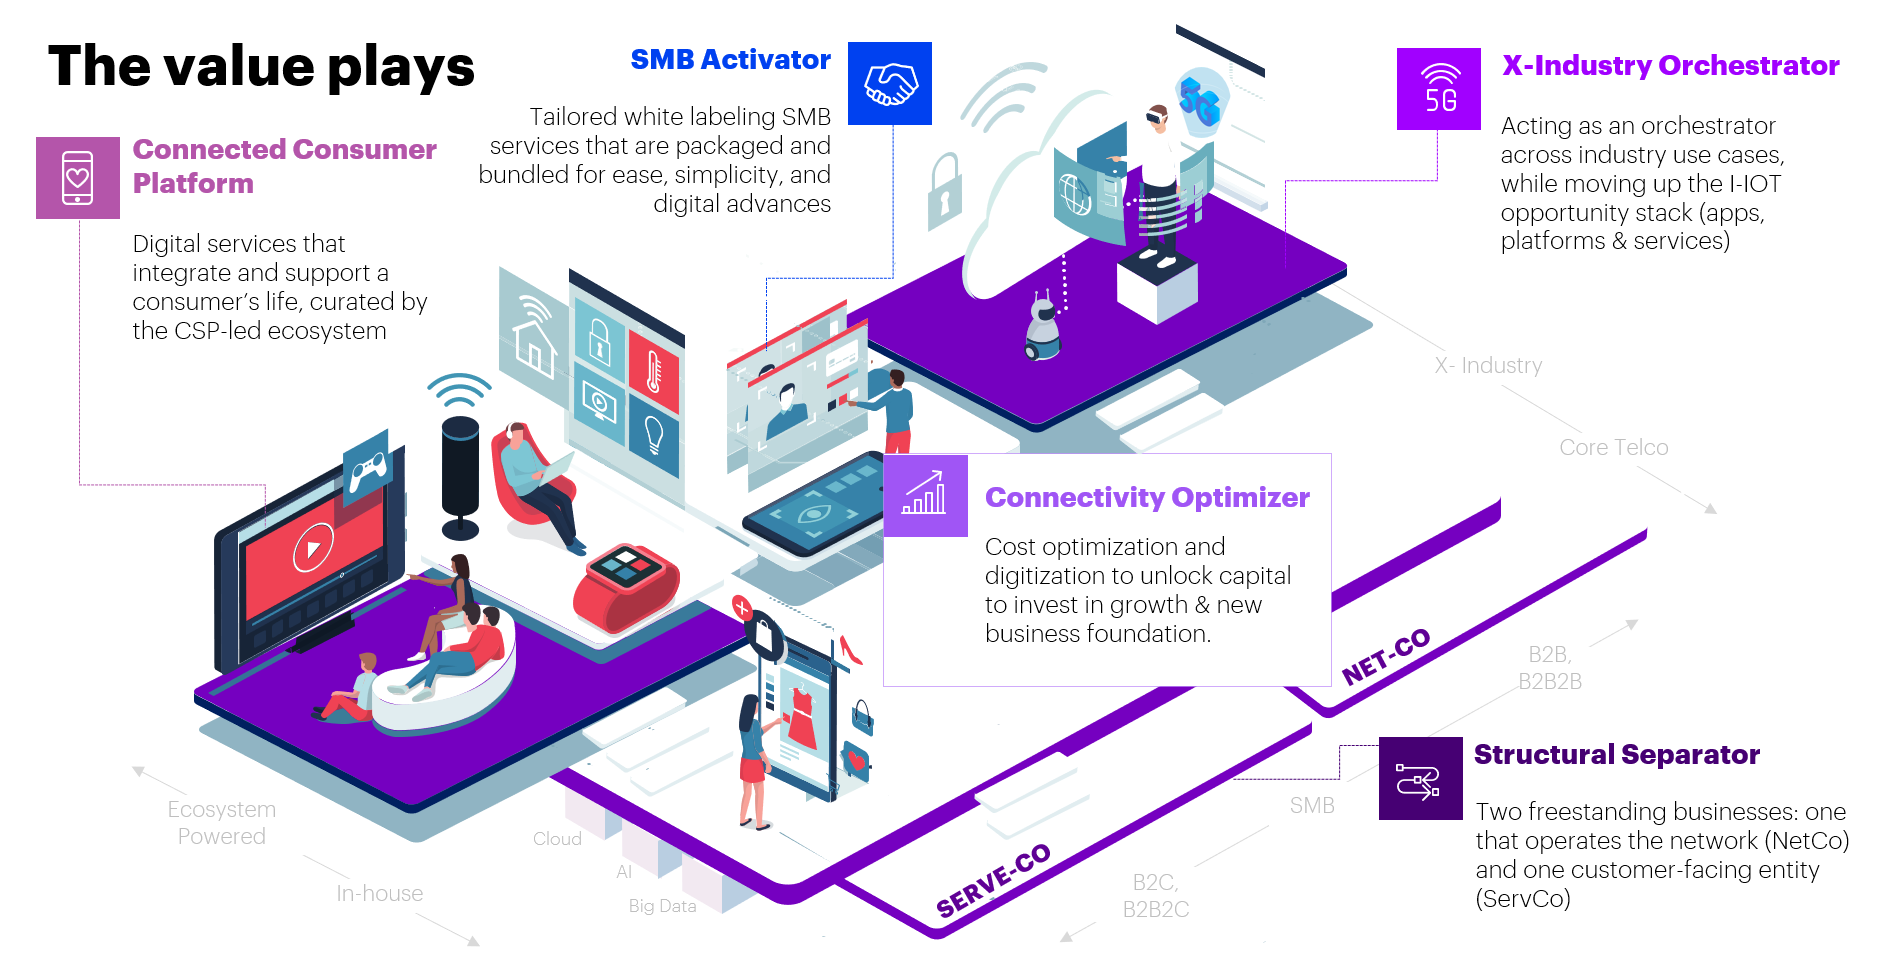 The value plays
Connected Consumer
Platform
Digital services that
integrate and support a
consumer's life, curated by
the CSP-led ecosystem
SMB Activator
Tailored white labeling SMB
services that are packaged and
bundled for ease, simplicity, and
digital advances
5G
X-Industry Orchestrator
Acting as an orchestrator
across industry use cases,
while moving up the I-IOT
opportunity stack (apps,
platforms & services)
5G
X- Industry
Core Telco
Connectivity Optimizer
Cost optimization and
digitization to unlock capital
to invest in growth & new
business foundation.
NET-CO
B2B,
B2B2B
Structural Separator
Two freestanding businesses: one
that operates the network (NetCo)
and one customer-facing entity
(ServCo)
SMB
SERVE-CO
B2C,
B2B2C
Ecosystem
Powered
In-house
Cloud
AI
Big Data